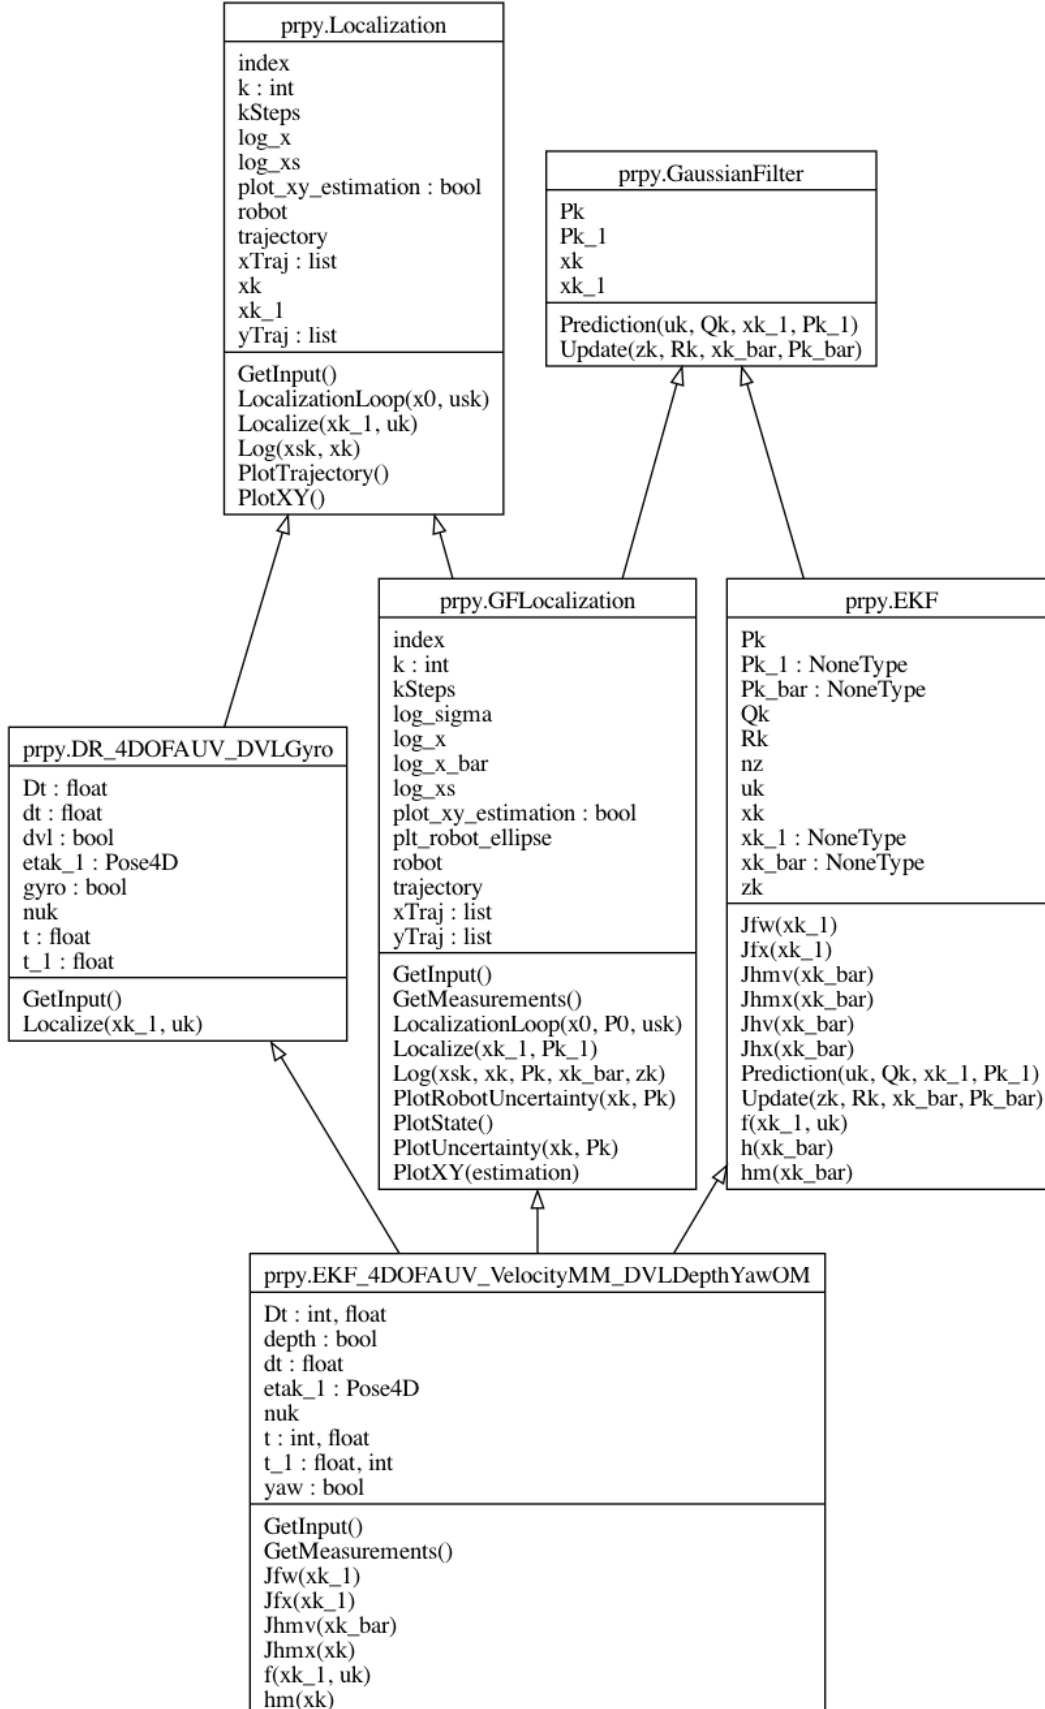 prpy.Localization
index
k : int
kSteps
log_x
log_xs
plot_xy_estimation : bool
robot
trajectory
xTraj : list
xk
xk_1
yTraj : list
GetInput()
LocalizationLoop(x0, usk)
Localize(xk_1, uk)
Log(xsk, xk)
PlotTrajectory()
PlotXY()
prpy.GaussianFilter
Pk
Pk_1
xk
xk_1
Prediction(uk, Qk, xk_1, Pk_1)
Update(zk, Rk, xk_bar, Pk_bar)
prpy.DR_4DOFAUV_DVLGyro
Dt : float
dt : float
dvl : bool
etak_1 : Pose4D
gyro : bool
nuk
t : float
t_1 : float
GetInput()
Localize(xk_1, uk)
prpy.GFLocalization
index
k : int
kSteps
log_sigma
log_x
log_x_bar
log_xs
plot_xy_estimation : bool
plt_robot_ellipse
robot
trajectory
xTraj : list
yTraj : list
GetInput()
GetMeasurements()
LocalizationLoop(x0, P0, usk)
Localize(xk_1, Pk_1)
Log(xsk, xk, Pk, xk_bar, zk)
PlotRobotUncertainty(xk, Pk)
PlotState()
PlotUncertainty(xk, Pk)
PlotXY(estimation)
prpy.EKF
Pk
Pk_1 : NoneType
Pk_bar : NoneType
Qk
Rk
nz
uk
xk
xk_1 : NoneType
xk_bar : NoneType
zk
Jfw(xk_1)
Jfx(xk_1)
Jhmv(xk_bar)
Jhmx(xk_bar)
Jhv(xk_bar)
Jhx(xk_bar)
Prediction(uk, Qk, xk_1, Pk_1)
Update(zk, Rk, xk_bar, Pk_bar)
f(xk_1, uk)
h(xk_bar)
hm(xk_bar)
prpy.EKF_4DOFAUV_VelocityMM_DVLDepthYawOM
Dt : int, float
depth : bool
dt : float
etak_1 : Pose4D
nuk
t : int, float
t_1 : float, int
yaw : bool
GetInput()
GetMeasurements()
Jfw(xk_1)
Jfx(xk_1)
Jhmv(xk_bar)
Jhmx(xk)
f(xk_1, uk)
hm(xk)